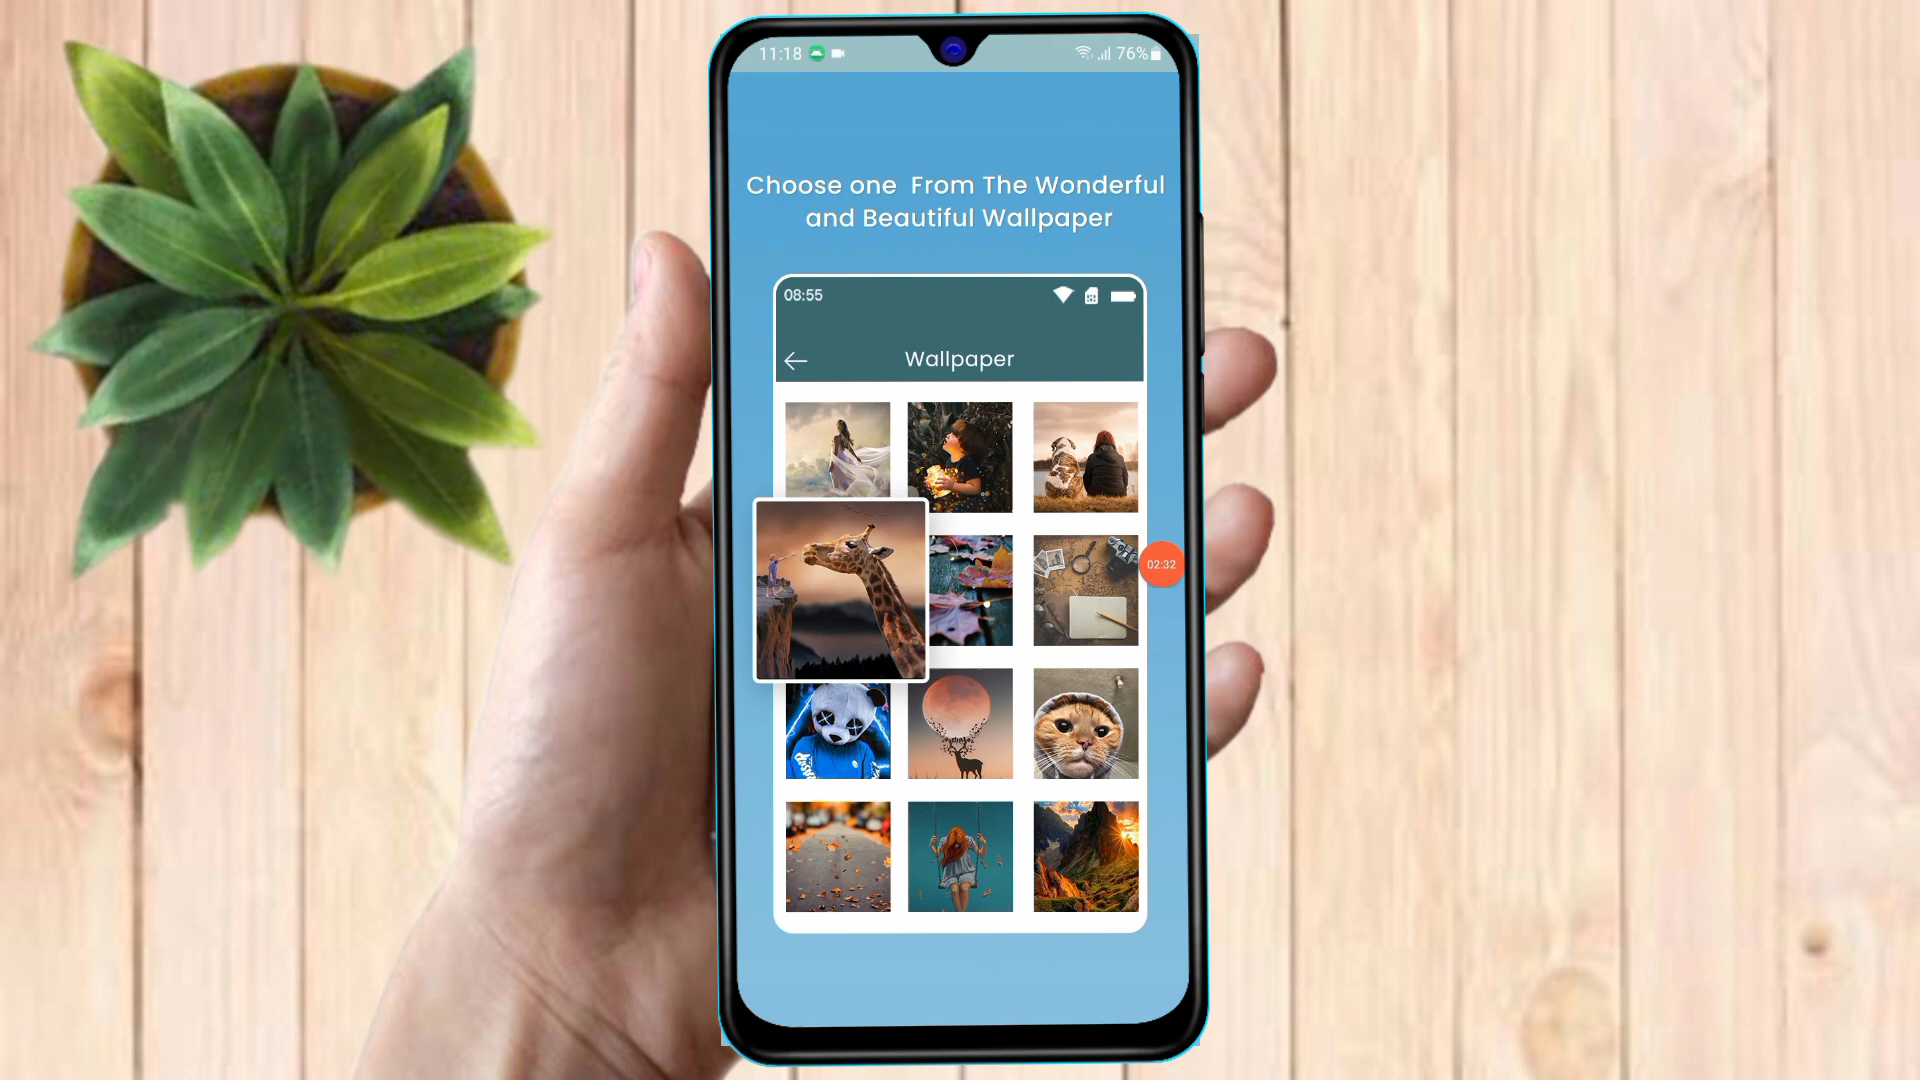 11:18
76%
Choose one From The Wonderful
and Beautiful Wallpaper
08:55
Wallpaper
02:32